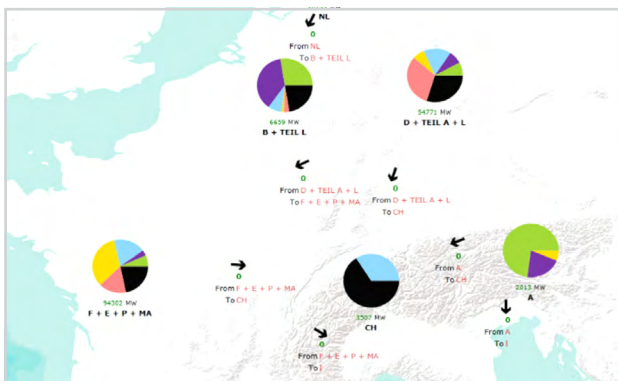 NL
0
From NL
To B + TEIL L
6659 MW
B + TEIL L
54771 MW
D + TEIL A + L
0
From D + TEIL A + L
To F + E + P + MA
0
From D + TEIL A + L
To CH
94302 MW
F + E + P + MA
0
From F + E + P + MA
To CH
3507 MW
CH
0
From A
To CH
2013 MW
A
0
From F + E + P + MA
To I
0
From A
To I